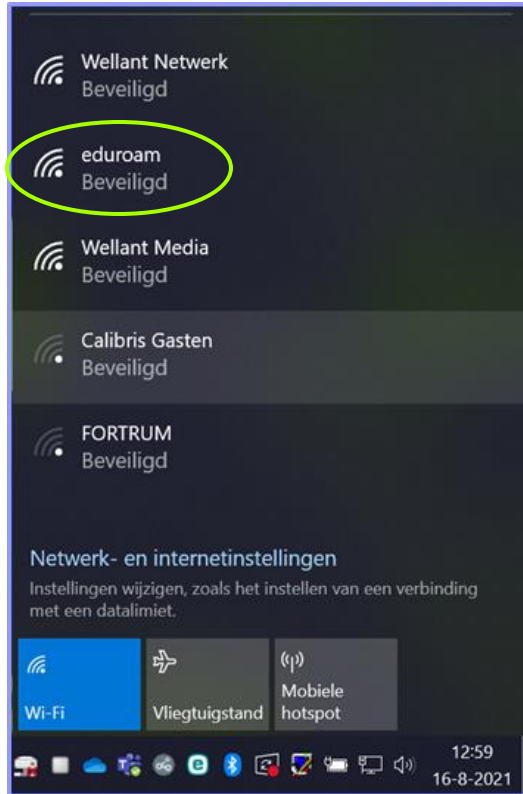 Wellant Netwerk
Beveiligd
eduroam
Beveiligd
Wellant Media
Beveiligd
Calibris Gasten
Beveiligd
FORTRUM
Beveiligd
Netwerk- en internetinstellingen
Instellingen wijzigen, zoals het instellen van een verbinding
met een datalimiet.
Wi-Fi
Vliegtuigstand
Mobiele
hotspot
12:59
16-8-2021